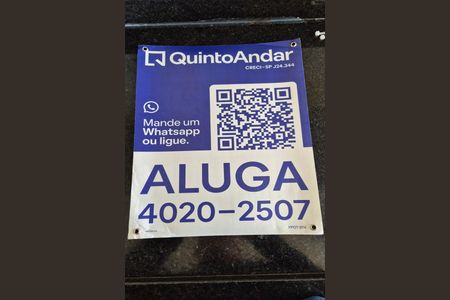 QuintoAndar
CRECI-SP J24.344
Mande um
Whatsapp
ou ligue.
ALUGA
4020-2507